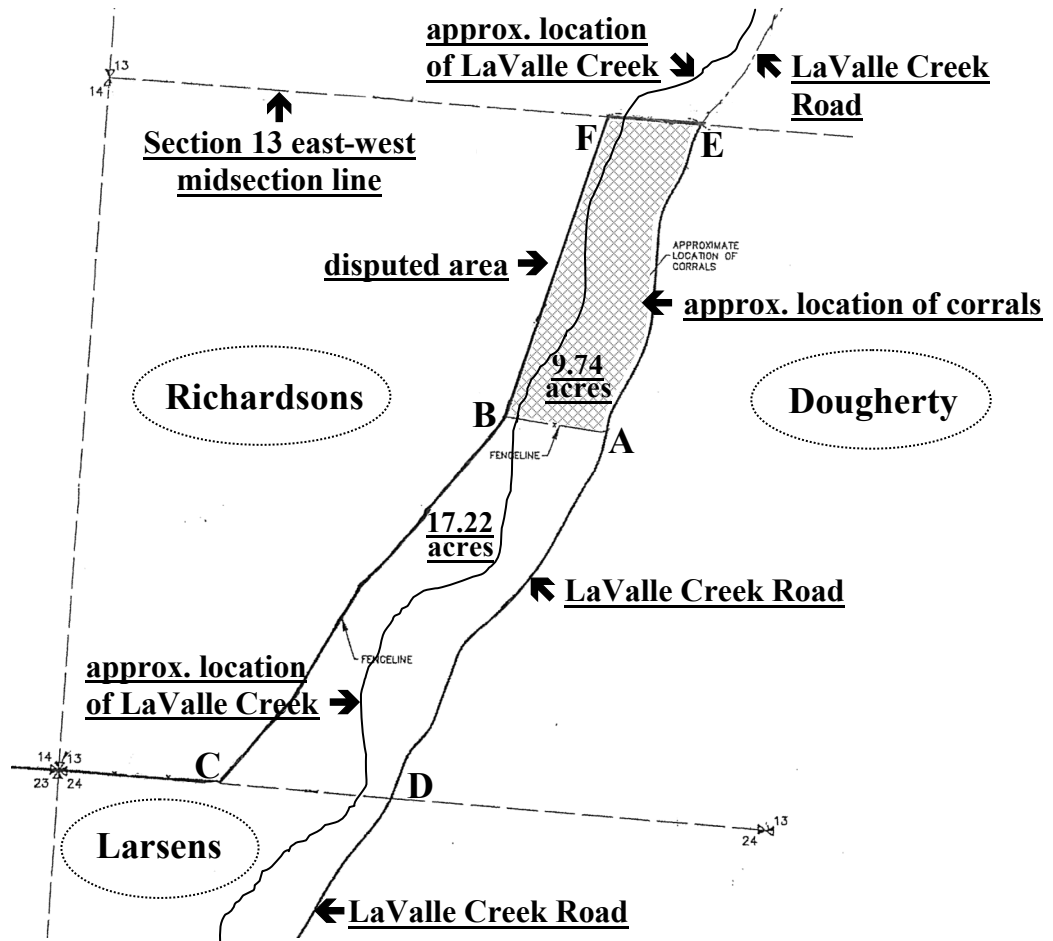 approx. location
of LaValle Creek
LaValle Creek
Road
13
14
F
E
Section 13 east-west
midsection line
APPROXIMATE
LOCATION OF
CORRALS
disputed area
approx. location of corrals
9.74
acres
Richardsons
Dougherty
B
A
FENCELINE
17.22
acres
LaValle Creek Road
FENCELINE
approx. location
of LaValle Creek
14
13
23
24
C
D
13
24
Larsens
LaValle Creek Road